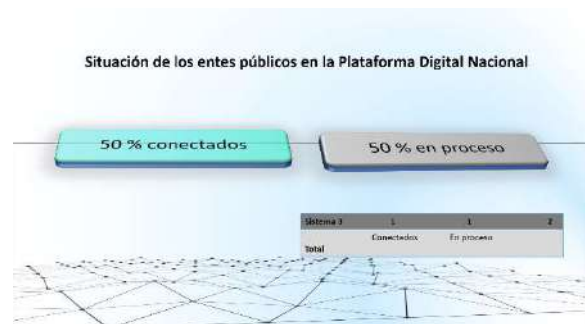 Situación de los entes públicos en la Plataforma Digital Nacional
50 % conectados
50 % en proceso
Sistema 3 1 1 2
Conectados En proceso
Total